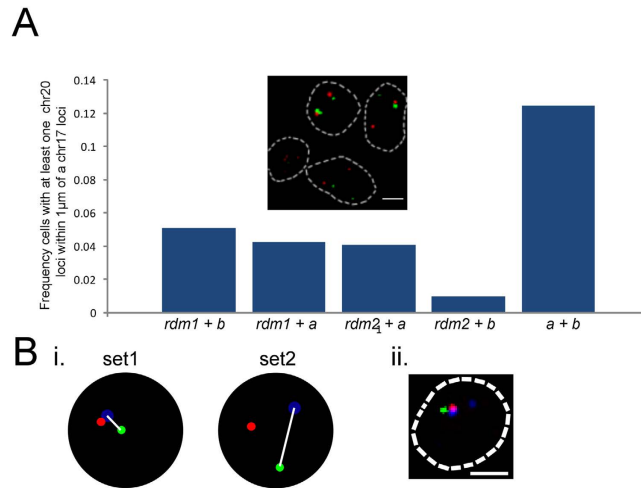 A
Frequency cells with at least one chr20
loci within 1µm of a chr17 loci
0.14
0.12
0.1
0.08
0.06
0.04
0.02
0
rdm1 + b
rdm1 + a
rdm2 + a
1
rdm2 + b
a + b
B
i.
set1
set2
ii.